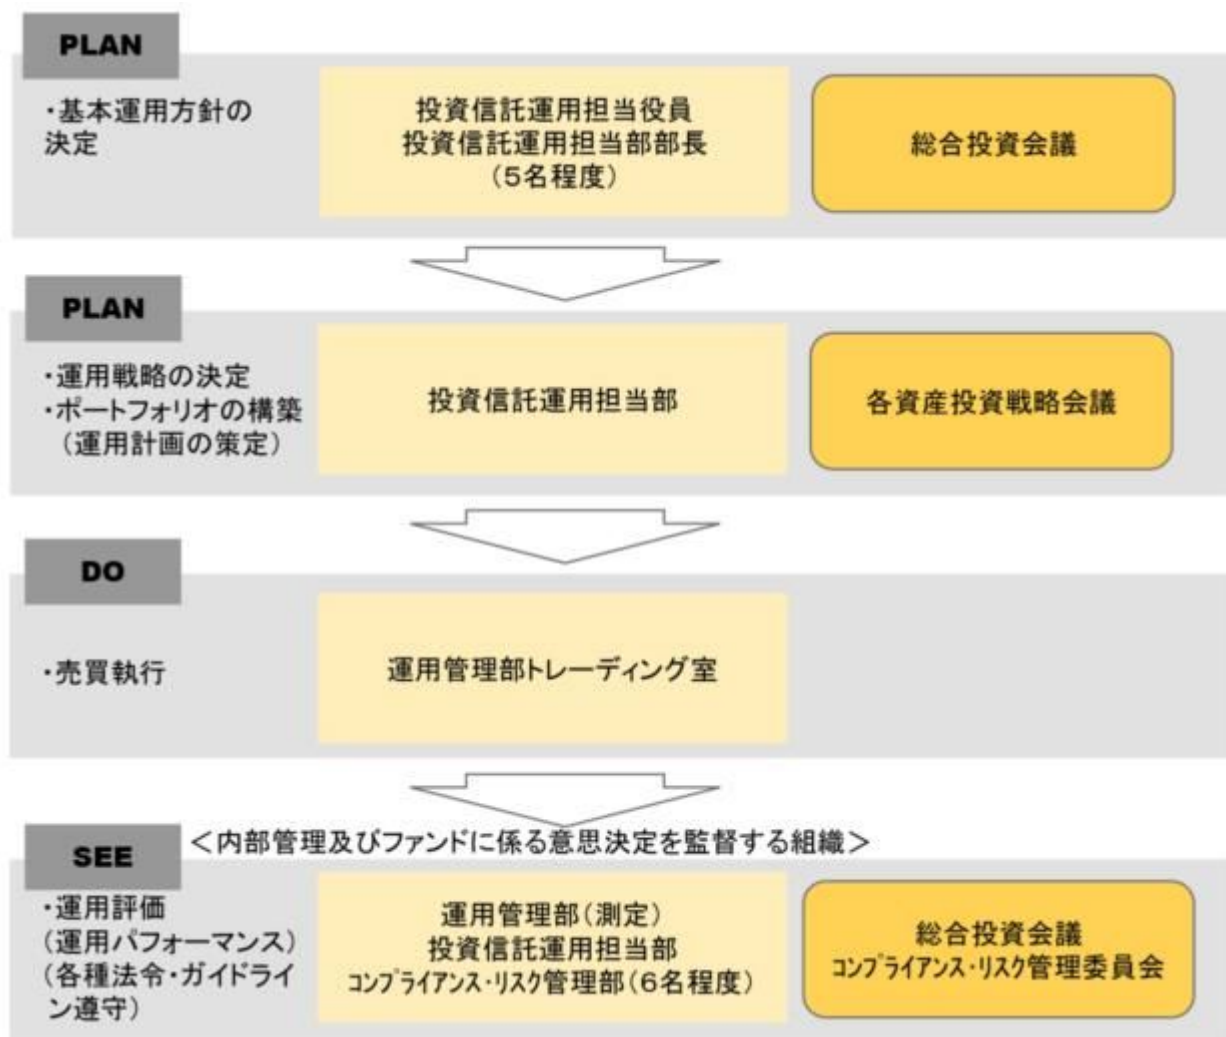 PLAN
・基本運用方針の
決定
投資信託運用担当役員
投資信託運用担当部部長
（5名程度）
総合投資会議
PLAN
・運用戦略の決定
・ポートフォリオの構築
（運用計画の策定）
投資信託運用担当部
各資産投資戦略会議
DO
・売買執行
運用管理部トレーディング室
SEE
＜内部管理及びファンドに係る意思決定を監督する組織＞
・運用評価
（運用パフォーマンス）
（各種法令・ガイドライ
ン遵守）
運用管理部（測定）
投資信託運用担当部
ｺﾝﾌﾟﾗｲｱﾝｽ・ﾘｽｸ管理部（６名程度）
総合投資会議
ｺﾝﾌﾟﾗｲｱﾝｽ・ﾘｽｸ管理委員会